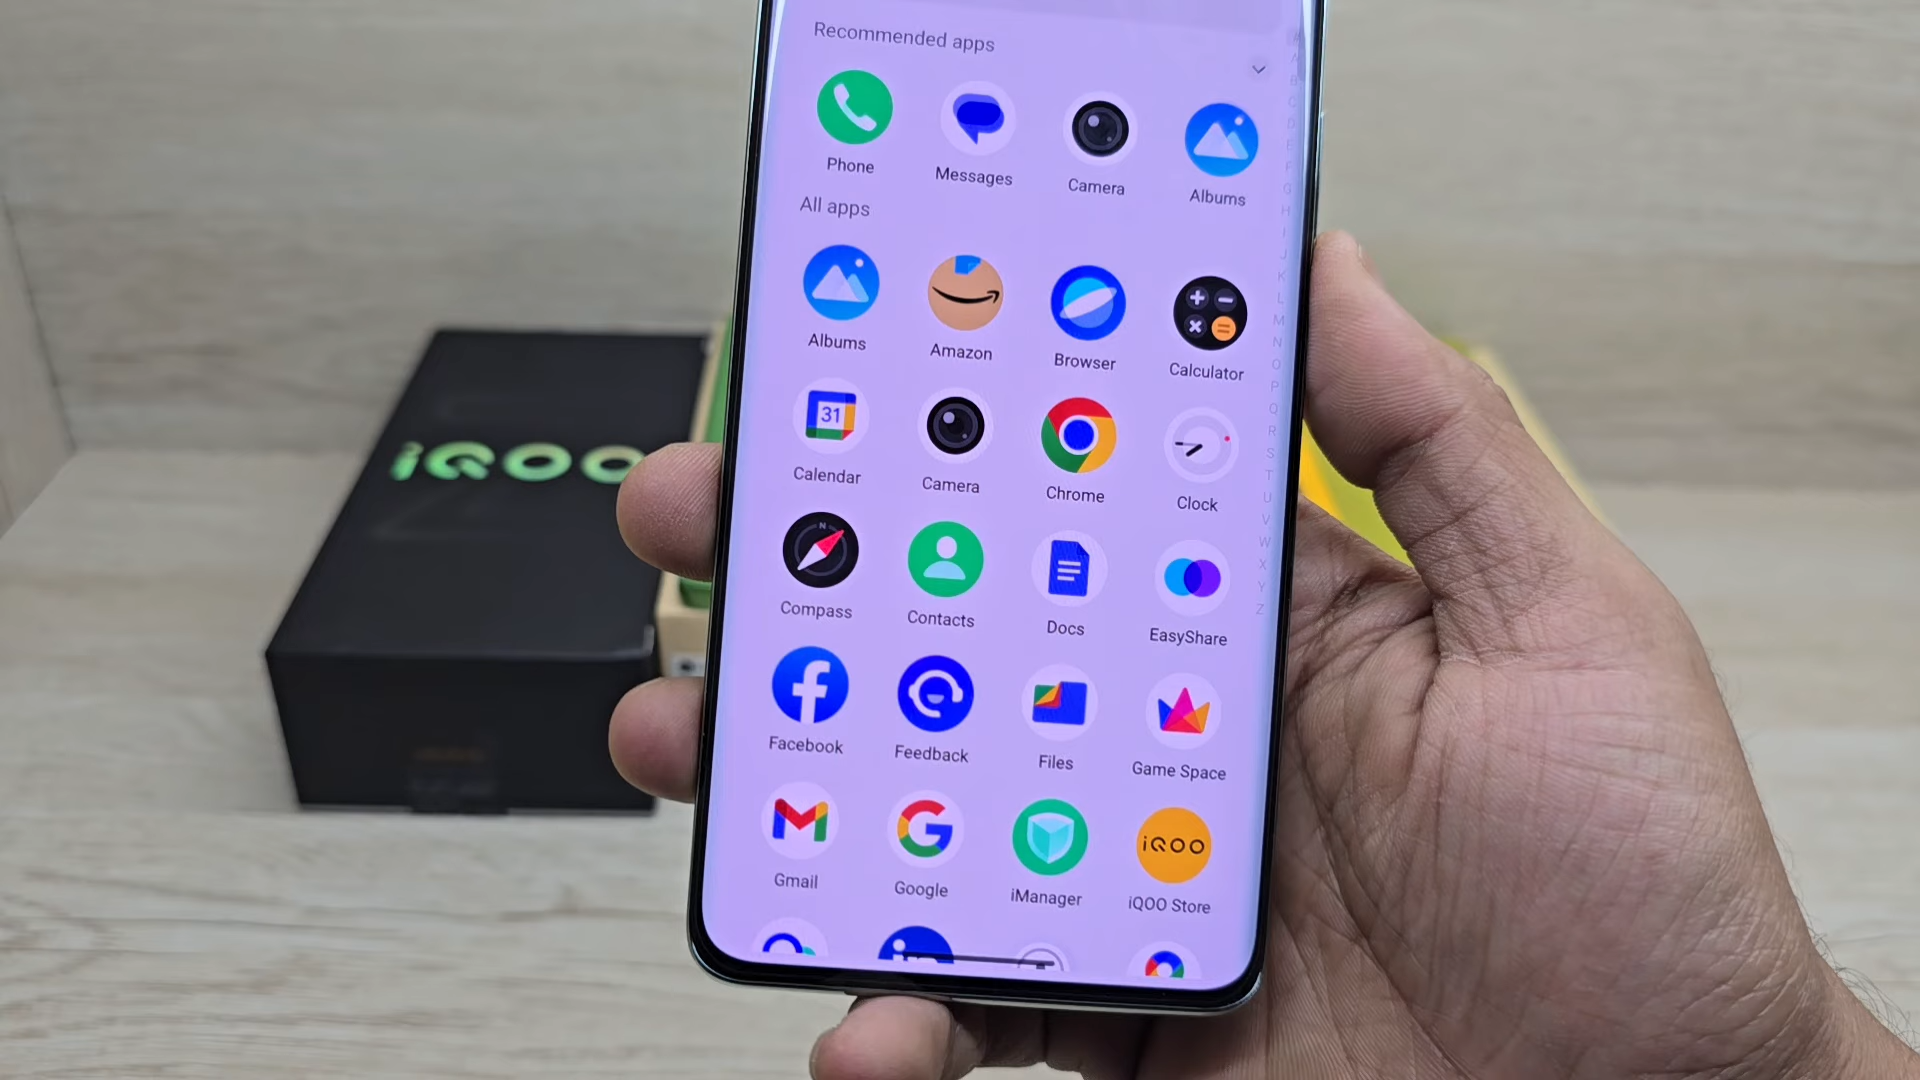 Recommended apps
Phone Messages Camera Albums
All apps
Albums Amazon Browser Calculator
31
Calendar Camera Chrome Clock
N
Compass Contacts Docs EasyShare
Facebook Feedback Files Game Space
iQOO
Gmail Google iManager iQOO Store
iQOO
#
A
B
C
D
E
F
G
H
I
J
K
L
M
N
O
P
Q
R
S
T
U
V
W
X
Y
Z